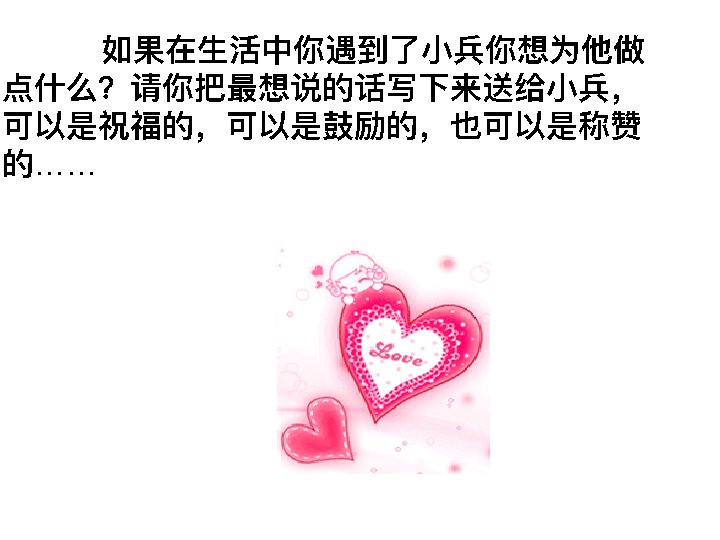 如果在生活中你遇到了小兵你想为他做
点什么？请你把最想说的话写下来送给小兵，
可以是祝福的，可以是鼓励的，也可以是称赞
的……
Love